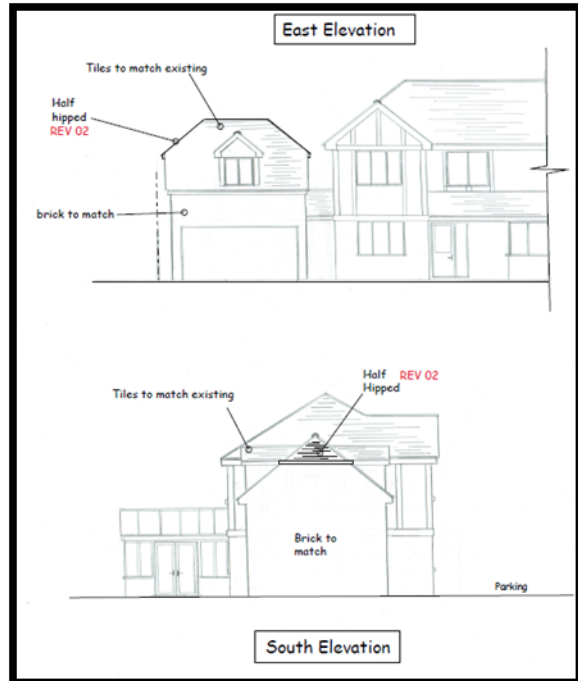 East Elevation
Tiles to match existing
Half
hipped
REV 02
brick to match
Half REV 02
Hipped
Tiles to match existing
Brick to
match
Parking
South Elevation